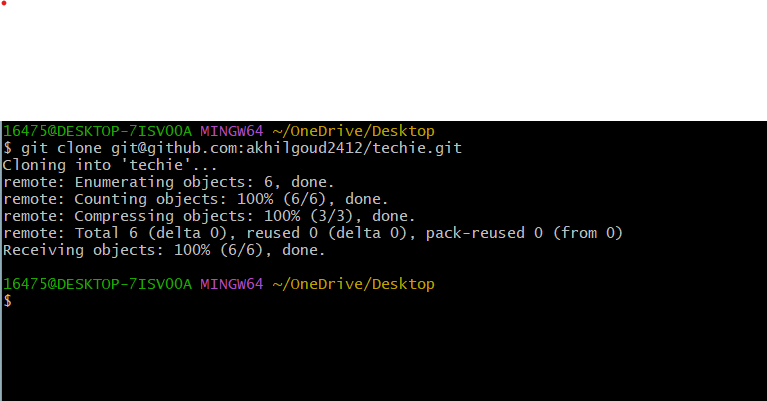 16475@DESKTOP-7ISVOOA MINGW64 ~/OneDrive/Desktop
$ git clone git@github.com:akhilgoud2412/techie.git
Cloning into 'techie'...
remote: Enumerating objects: 6, done.
remote: Counting objects: 100% (6/6), done.
remote: Compressing objects: 100% (3/3), done.
remote: Total 6 (delta 0), reused 0 (delta 0), pack-reused 0 (from 0)
Receiving objects: 100% (6/6), done.
16475@DESKTOP-7ISVOOA MINGW64 ~/OneDrive/Desktop
$